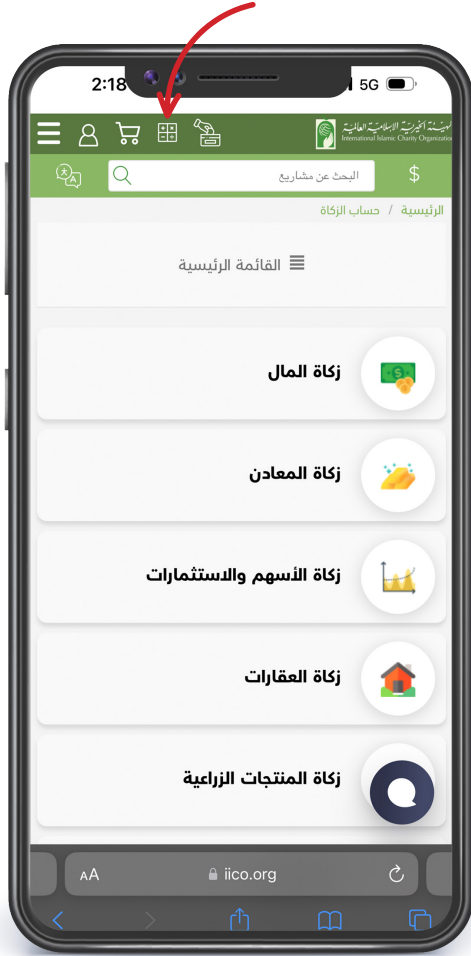 2:18
5G
الهيئة الخيرية الإسلامية العالمية
International Islamic Charity Organization
$
البحث عن مشاريع
الرئيسية / حساب الزكاة
القائمة الرئيسية
زكاة المال
زكاة المعادن
زكاة الأسهم والاستثمارات
زكاة العقارات
زكاة المنتجات الزراعية
AA
iico.org